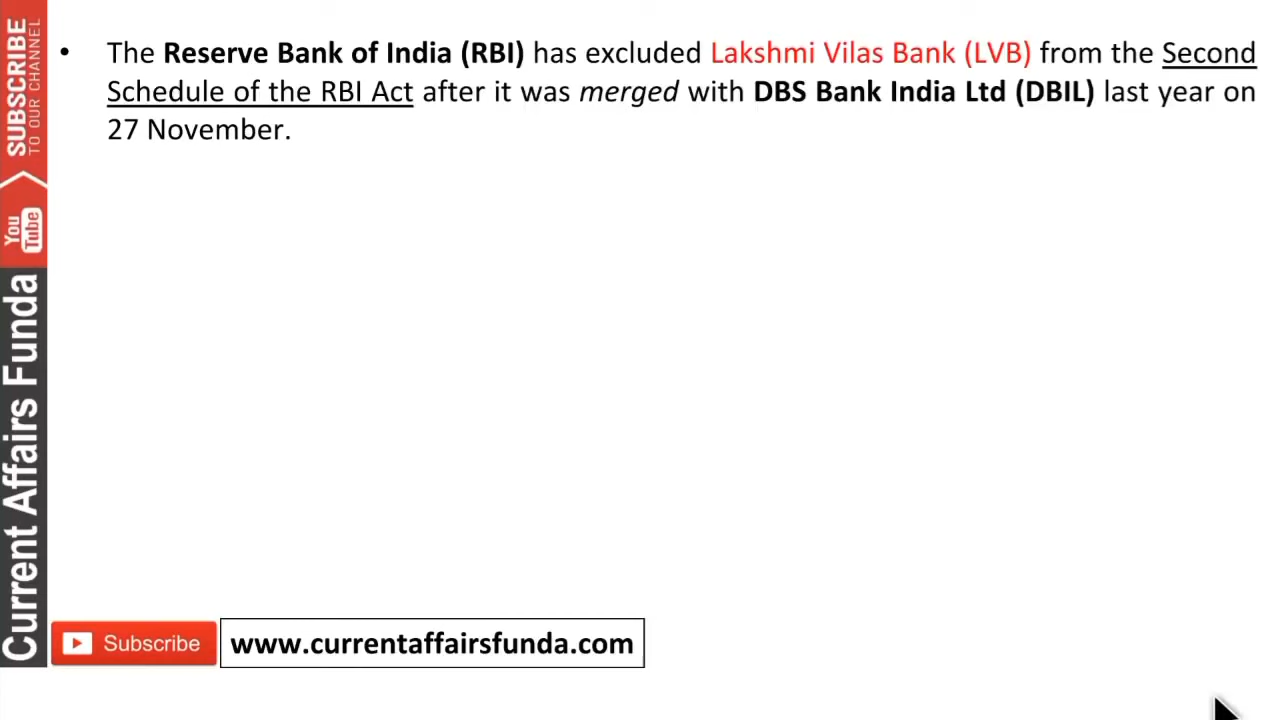 • The Reserve Bank of India (RBI) has excluded Lakshmi Vilas Bank (LVB) from the Second
Schedule of the RBI Act after it was merged with DBS Bank India Ltd (DBIL) last year on
27 November.
SUBSCRIBE
TO OUR CHANNEL
You
Tube
Current Affairs Funda
Subscribe
www.currentaffairsfunda.com